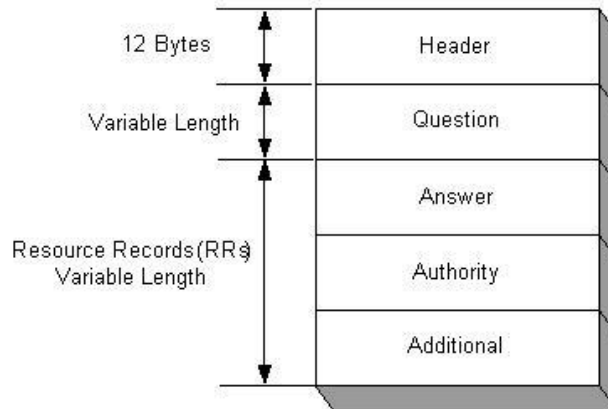 12 Bytes
Header
Variable Length
Question
Answer
Resource Records(RRs)
Variable Length
Authority
Additional